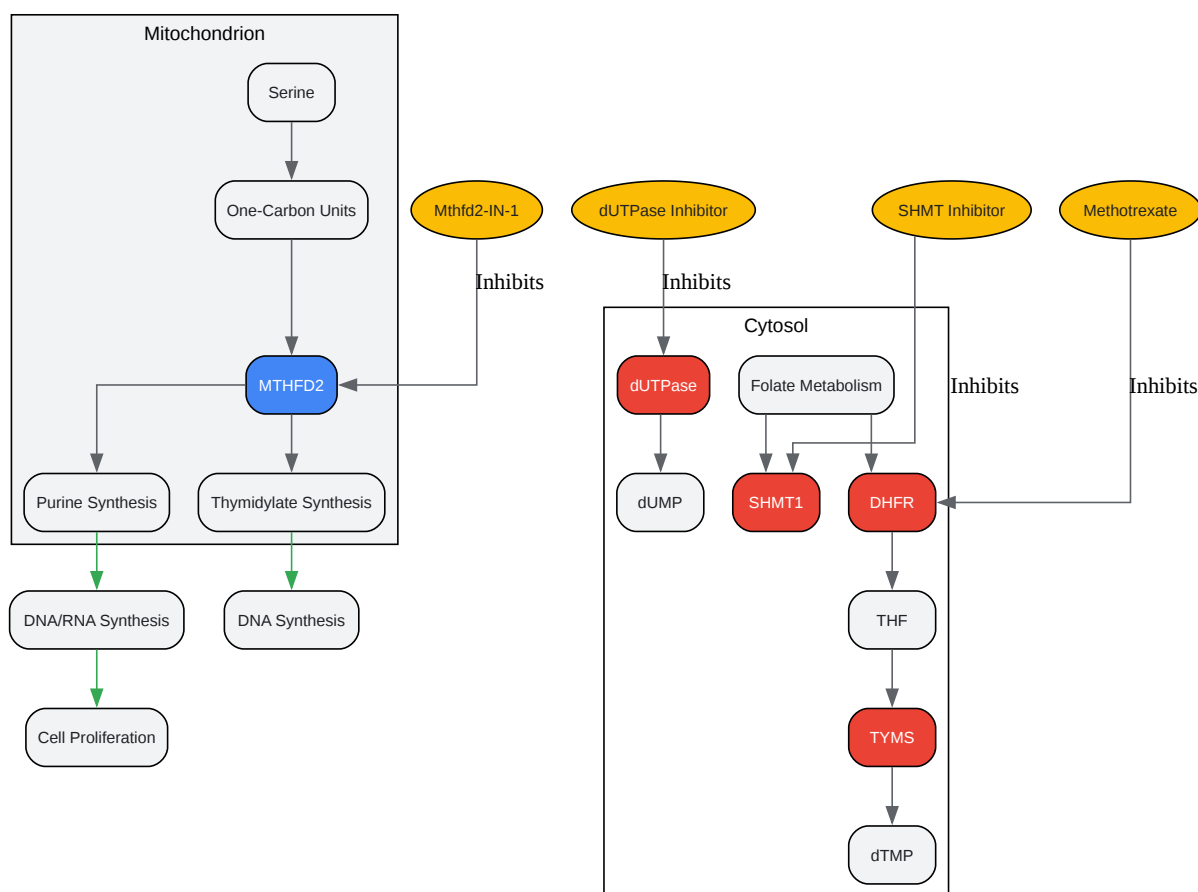 Mitochondrion
Serine
One-Carbon Units
Mthfd2-IN-1
dUTPase Inhibitor
SHMT Inhibitor
Methotrexate
Inhibits
Inhibits
Cytosol
MTHFD2
dUTPase
Folate Metabolism
Inhibits
Inhibits
Purine Synthesis
Thymidylate Synthesis
dUMP
SHMT1
DHFR
DNA/RNA Synthesis
DNA Synthesis
THF
Cell Proliferation
TYMS
dTMP